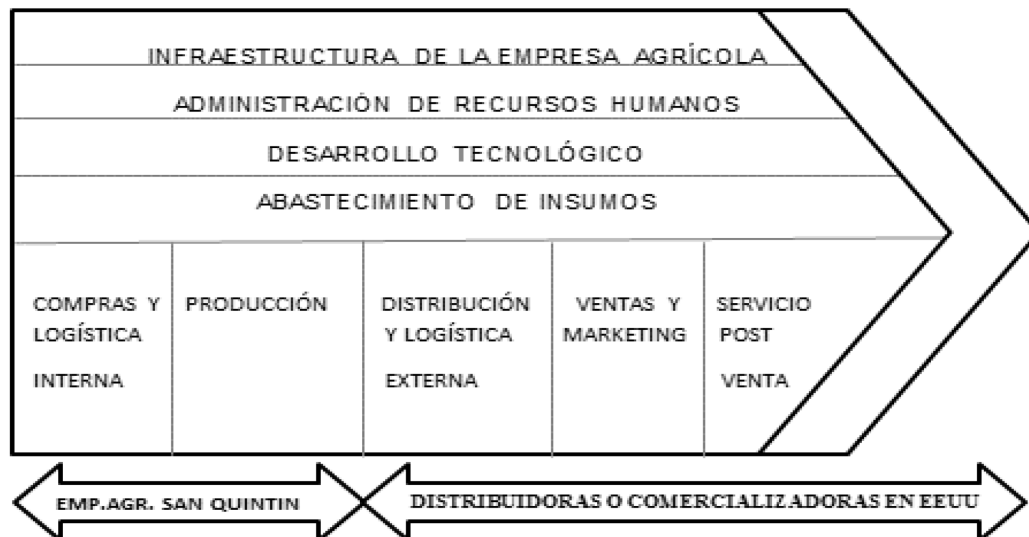 INFRAESTRUCTURA DE LA EMPRESA AGRÍCOLA
ADMINISTRACIÓN DE RECURSOS HUMANOS
DESARROLLO TECNOLÓGICO
ABASTECIMIENTO DE INSUMOS
COMPRAS Y
LOGÍSTICA
INTERNA
PRODUCCIÓN
DISTRIBUCIÓN
Y LOGÍSTICA
EXTERNA
VENTAS Y
MARKETING
SERVICIO
POST
VENTA
EMP.AGR. SAN QUINTIN
DISTRIBUIDORAS O COMERCIALIZADORAS EN EEUU